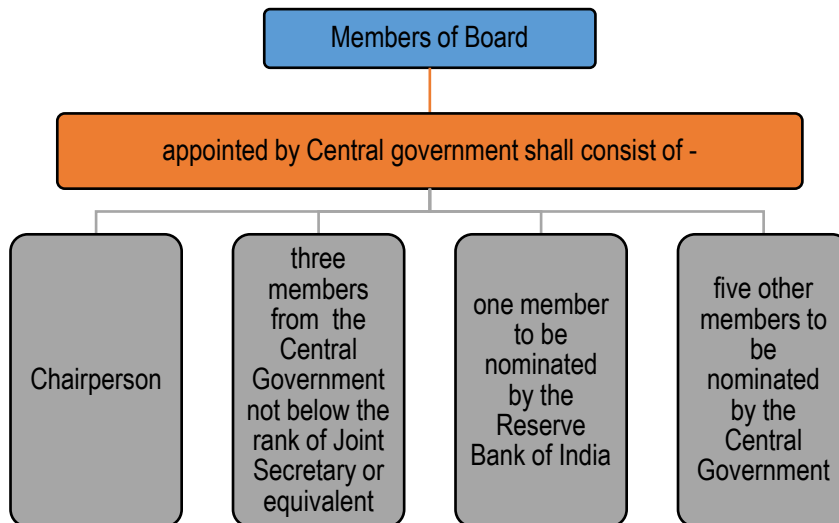 Members of Board
appointed by Central government shall consist of -
Chairperson
three
members
from the
Central
Government
not below the
rank of Joint
Secretary or
equivalent
one member
to be
nominated
by the
Reserve
Bank of India
five other
members to
be
nominated
by the
Central
Government